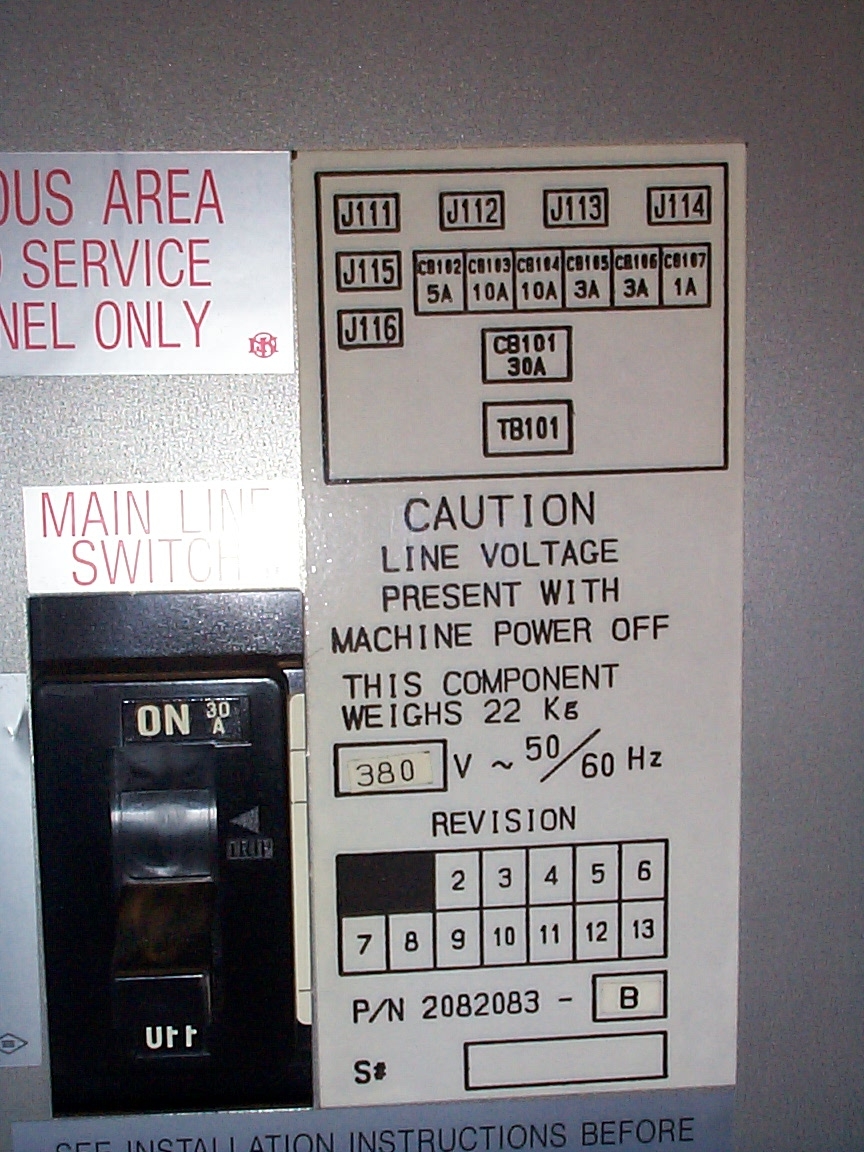 OUS AREA
SERVICE
NEL ONLY
J111 J112 J113 J114
J115
CB102 CB103 CB104 CB105 CB106 CB107
5A 10A 10A 3A 3A 1A
J116
CB101
30A
TB101
MAIN LINE
SWITCH
CAUTION
LINE VOLTAGE
PRESENT WITH
MACHINE POWER OFF
THIS COMPONENT
WEIGHS 22 Kg
ON 30 A
TRIP
OFF
380 V ~ 50/60 Hz
REVISION
2 3 4 5 6
7 8 9 10 11 12 13
P/N 2082083 - B
S#
SEE INSTALLATION INSTRUCTIONS BEFORE